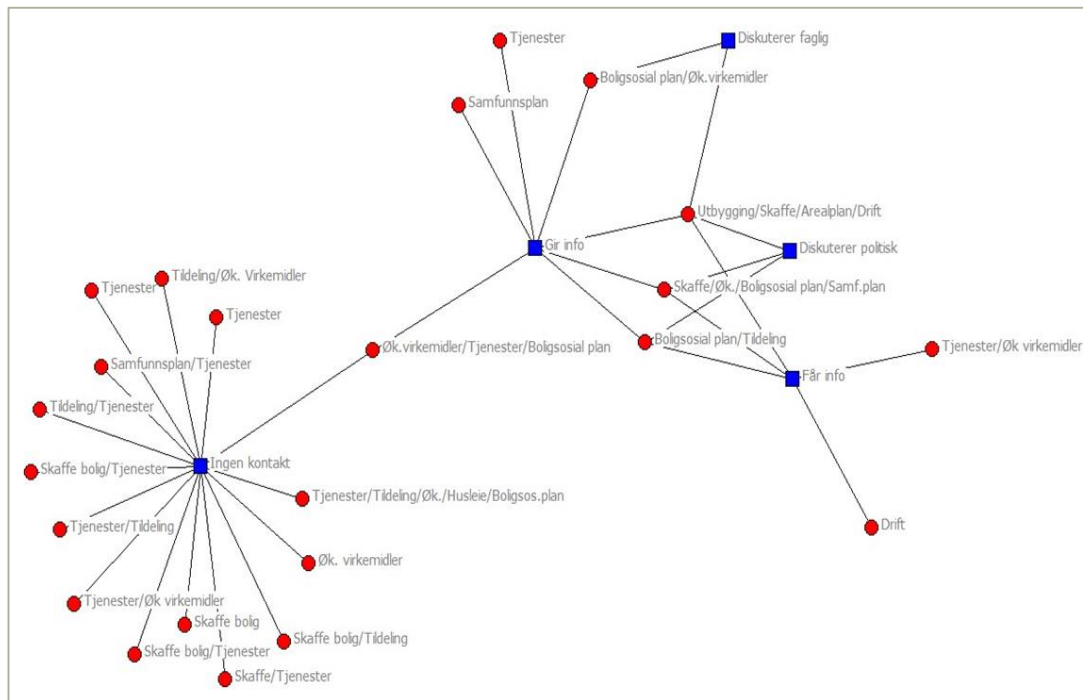 Tjenester
Diskuterer faglig
Boligsosial plan/Øk.virkemidler
Samfunnsplan
Utbygging/Skaffe/Arealplan/Drift
Gir info
Diskuterer politisk
Tildeling/Øk. Virkemidler
Tjenester
Skaffe/Øk./Boligsosial plan/Samf.plan
Tjenester
Boligsosial plan/Tildeling
Øk.virkemidler/Tjenester/Boligsosial plan
Tjenester/Øk virkemidler
Samfunnsplan/Tjenester
Får info
Tildeling/Tjenester
Ingen kontakt
Skaffe bolig/Tjenester
Tjenester/Tildeling/Øk./Husleie/Boligsos.plan
Tjenester/Tildeling
Drift
Øk. virkemidler
Tjenester/Øk virkemidler
Skaffe bolig
Skaffe bolig/Tildeling
Skaffe bolig/Tjenester
Skaffe/Tjenester